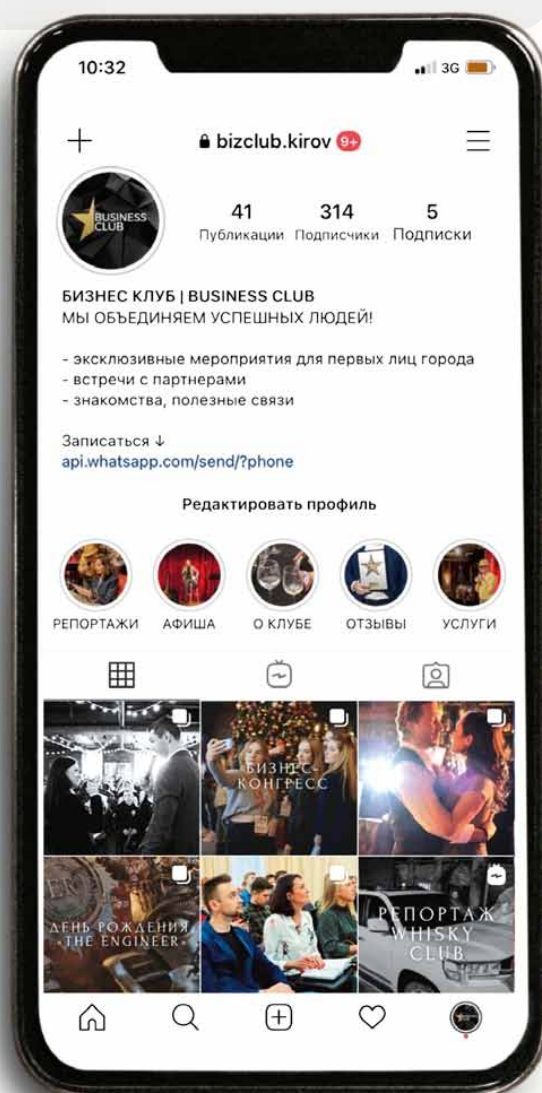 10:32
3G
bizclub.kirov 9+
BUSINESS
CLUB
41 314 5
Публикации Подписчики Подписки
БИЗНЕС КЛУБ | BUSINESS CLUB
МЫ ОБЪЕДИНЯЕМ УСПЕШНЫХ ЛЮДЕЙ!
- эксклюзивные мероприятия для первых лиц города
- встречи с партнерами
- знакомства, полезные связи
Записаться ↓
api.whatsapp.com/send/?phone
Редактировать профиль
РЕПОРТАЖИ АФИША О КЛУБЕ ОТЗЫВЫ УСЛУГИ
БИЗНЕС-
КОНГРЕСС
ДЕНЬ РОЖДЕНИЯ
«THE ENGINEER»
РЕПОРТАЖ
WHISKY
CLUB